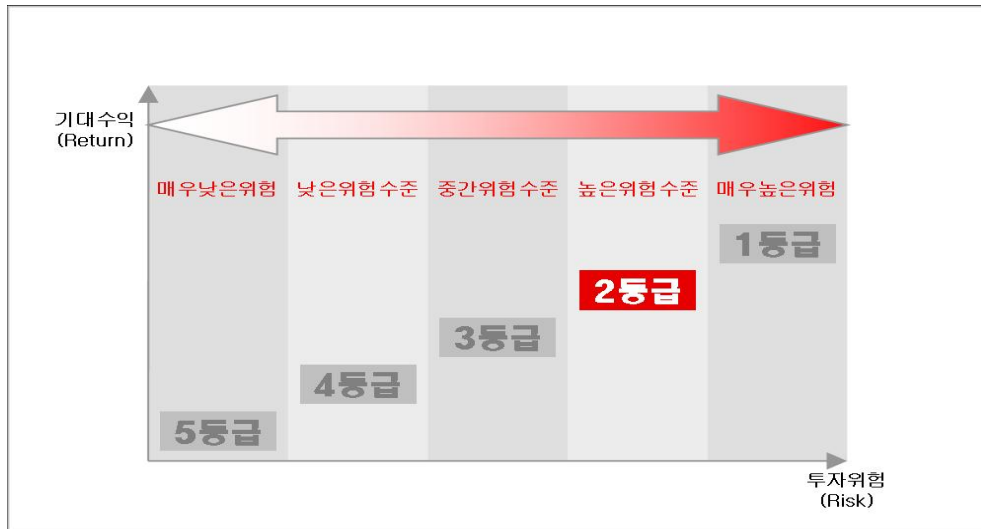 기대수익
(Return)
매우낮은위험 낮은위험수준 중간위험수준 높은위험수준 매우높은위험
1등급
2등급
3등급
4등급
5등급
투자위험
(Risk)